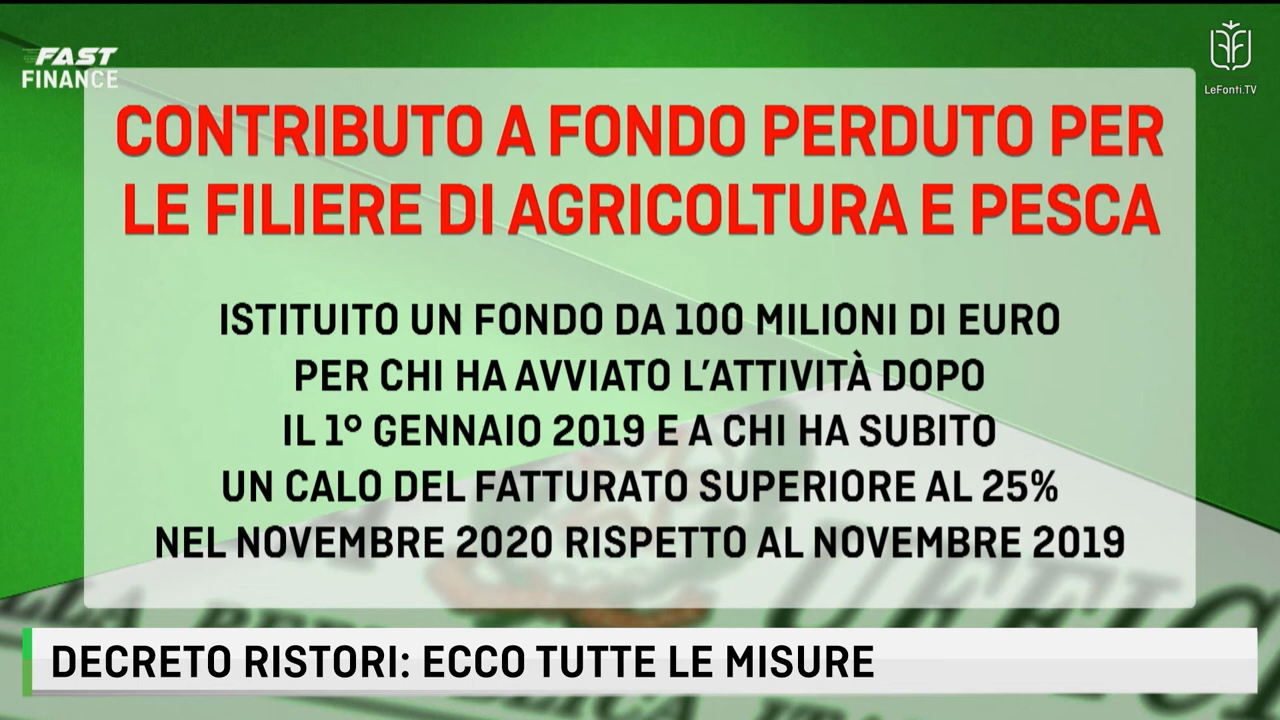 FAST
FINANCE
LeFonti.TV
CONTRIBUTO A FONDO PERDUTO PER
LE FILIERE DI AGRICOLTURA E PESCA
ISTITUITO UN FONDO DA 100 MILIONI DI EURO
PER CHI HA AVVIATO L'ATTIVITÀ DOPO
IL 1° GENNAIO 2019 E A CHI HA SUBITO
UN CALO DEL FATTURATO SUPERIORE AL 25%
NEL NOVEMBRE 2020 RISPETTO AL NOVEMBRE 2019
DECRETO RISTORI: ECCO TUTTE LE MISURE